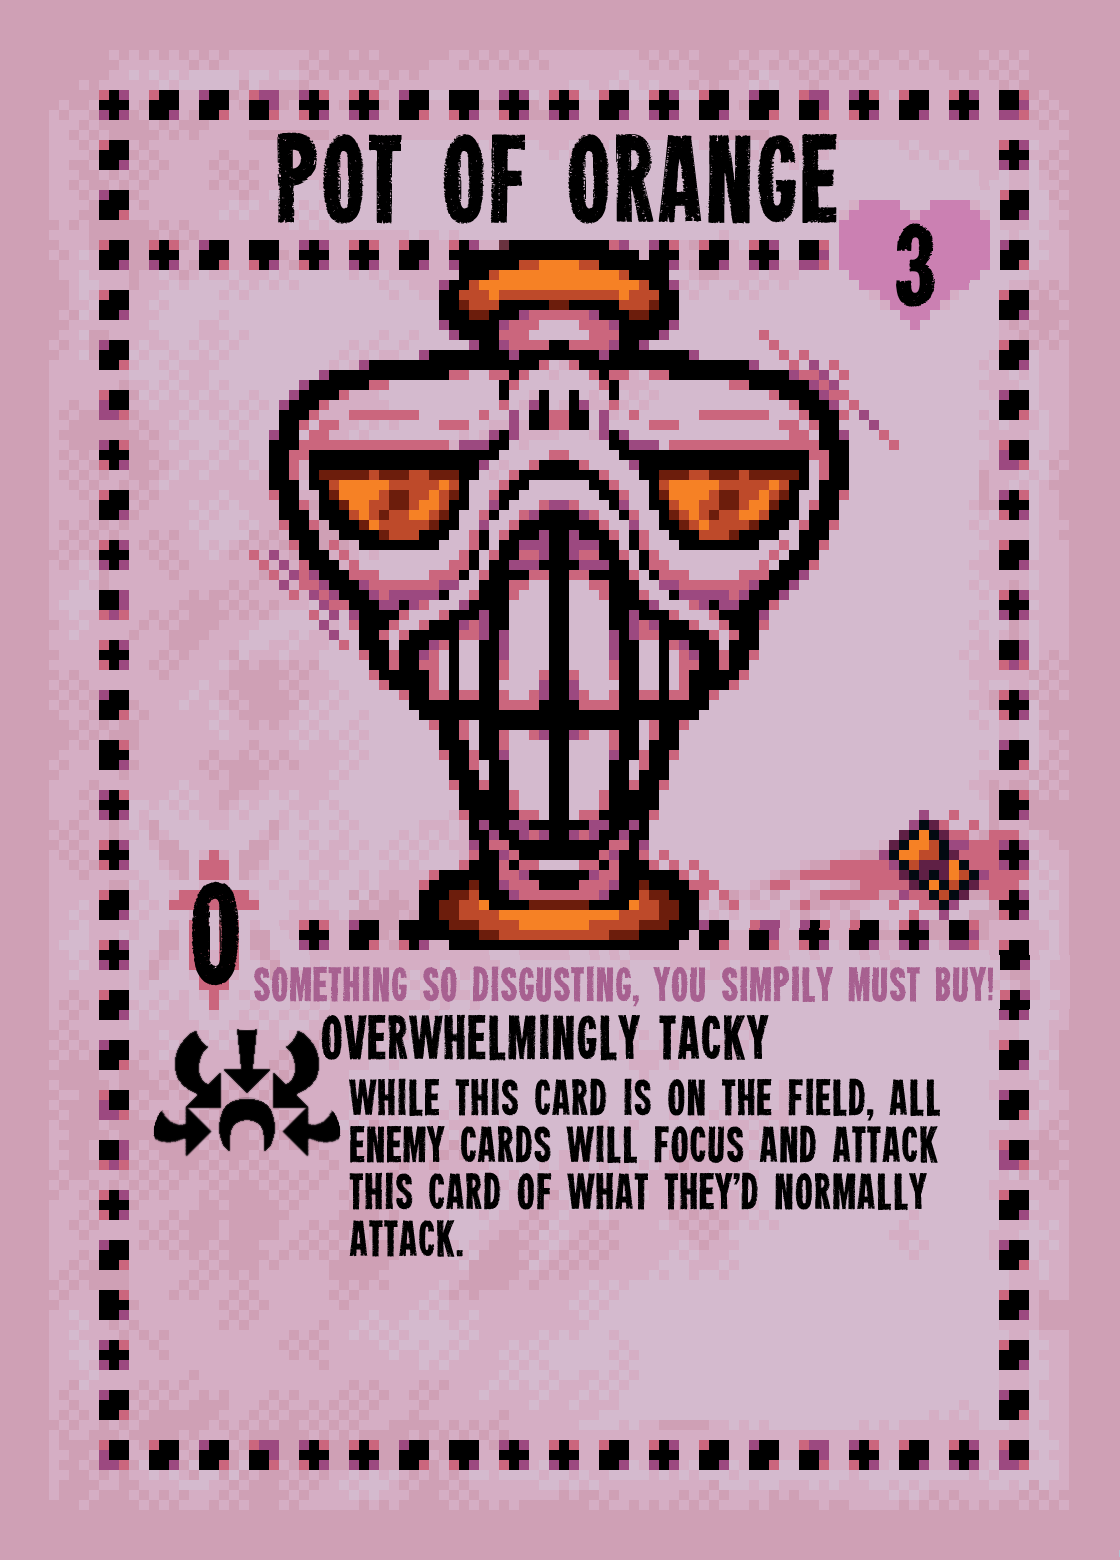 POT OF ORANGE
3
0
SOMETHING SO DISGUSTING, YOU SIMPILY MUST BUY!
OVERWHELMINGLY TACKY
WHILE THIS CARD IS ON THE FIELD, ALL
ENEMY CARDS WILL FOCUS AND ATTACK
THIS CARD OF WHAT THEY'D NORMALLY
ATTACK.